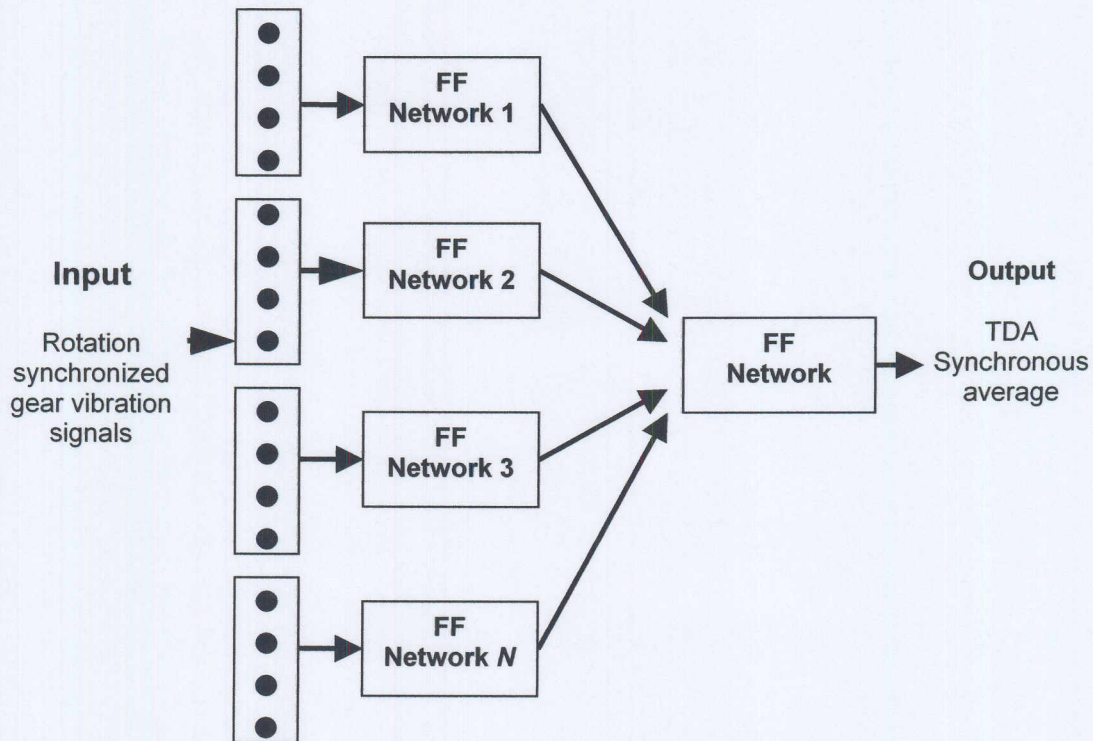 FF
Network 1
FF
Network 2
Input
Rotation
synchronized
gear vibration
signals
FF
Network 3
FF
Network N
FF
Network
Output
TDA
Synchronous
average